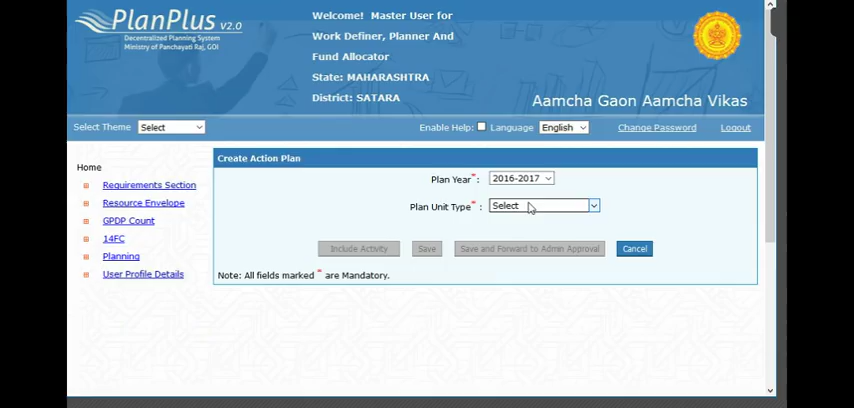 PlanPlus V2.0
Decentralized Planning System
Ministry of Panchayati Raj, GOI
Welcome! Master User for
Work Definer, Planner And
Fund Allocator
State: MAHARASHTRA
District: SATARA
Aamcha Gaon Aamcha Vikas
Select Theme Select
Enable Help: Language English Change Password Logout
Home
Requirements Section
Resource Envelope
GPDP Count
14FC
Planning
User Profile Details
Create Action Plan
Plan Year* : 2016-2017
Plan Unit Type* : Select
Include Activity Save Save and Forward to Admin Approval Cancel
Note: All fields marked * are Mandatory.